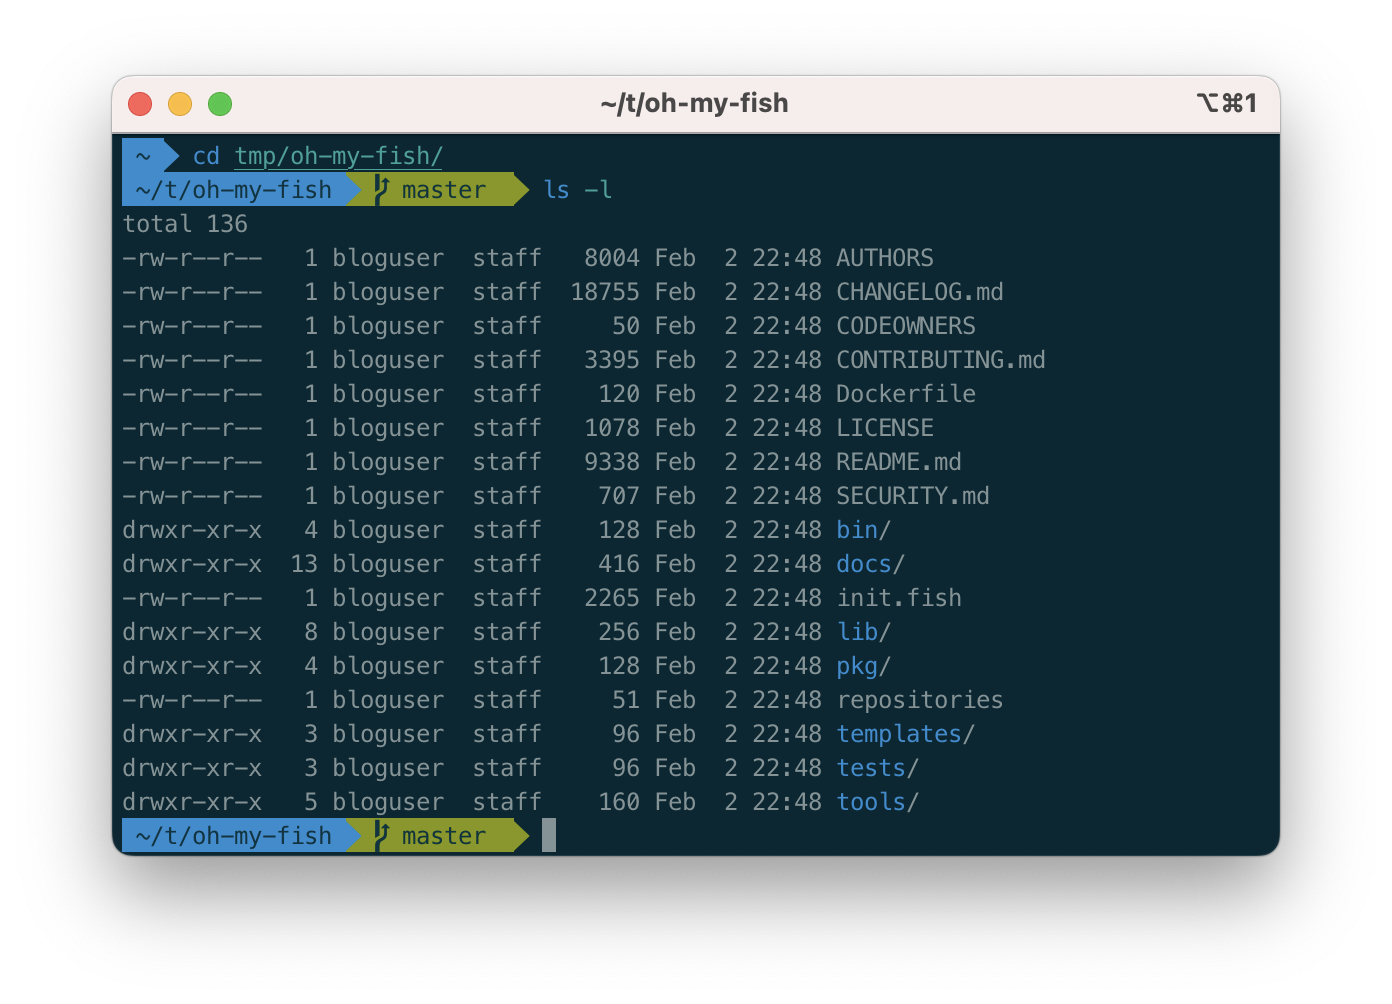 ~/t/oh-my-fish ⌥⌘1
~ cd tmp/oh-my-fish/
~/t/oh-my-fish master ls -l
total 136
-rw-r--r--   1 bloguser  staff   8004 Feb  2 22:48 AUTHORS
-rw-r--r--   1 bloguser  staff  18755 Feb  2 22:48 CHANGELOG.md
-rw-r--r--   1 bloguser  staff     50 Feb  2 22:48 CODEOWNERS
-rw-r--r--   1 bloguser  staff   3395 Feb  2 22:48 CONTRIBUTING.md
-rw-r--r--   1 bloguser  staff    120 Feb  2 22:48 Dockerfile
-rw-r--r--   1 bloguser  staff   1078 Feb  2 22:48 LICENSE
-rw-r--r--   1 bloguser  staff   9338 Feb  2 22:48 README.md
-rw-r--r--   1 bloguser  staff    707 Feb  2 22:48 SECURITY.md
drwxr-xr-x   4 bloguser  staff    128 Feb  2 22:48 bin/
drwxr-xr-x  13 bloguser  staff    416 Feb  2 22:48 docs/
-rw-r--r--   1 bloguser  staff   2265 Feb  2 22:48 init.fish
drwxr-xr-x   8 bloguser  staff    256 Feb  2 22:48 lib/
drwxr-xr-x   4 bloguser  staff    128 Feb  2 22:48 pkg/
-rw-r--r--   1 bloguser  staff     51 Feb  2 22:48 repositories
drwxr-xr-x   3 bloguser  staff     96 Feb  2 22:48 templates/
drwxr-xr-x   3 bloguser  staff     96 Feb  2 22:48 tests/
drwxr-xr-x   5 bloguser  staff    160 Feb  2 22:48 tools/
~/t/oh-my-fish master